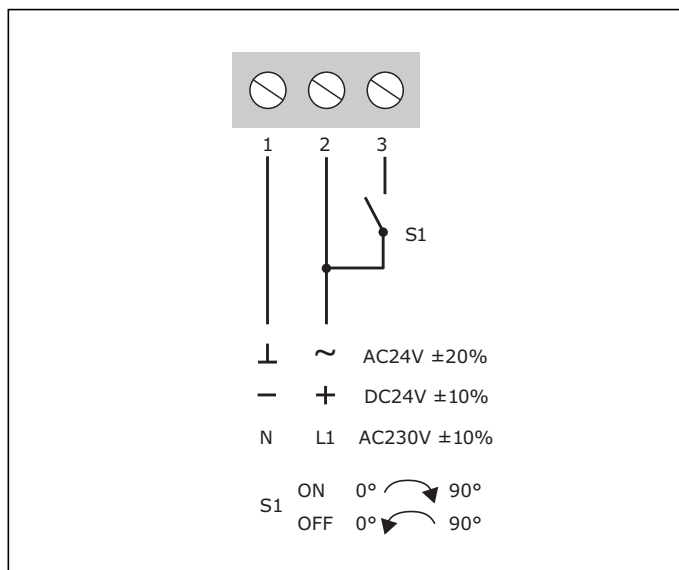 1 2 3
S1
⊥ ~ AC24V ±20%
− + DC24V ±10%
N L1 AC230V ±10%
S1
ON 0° 90°
OFF 0° 90°